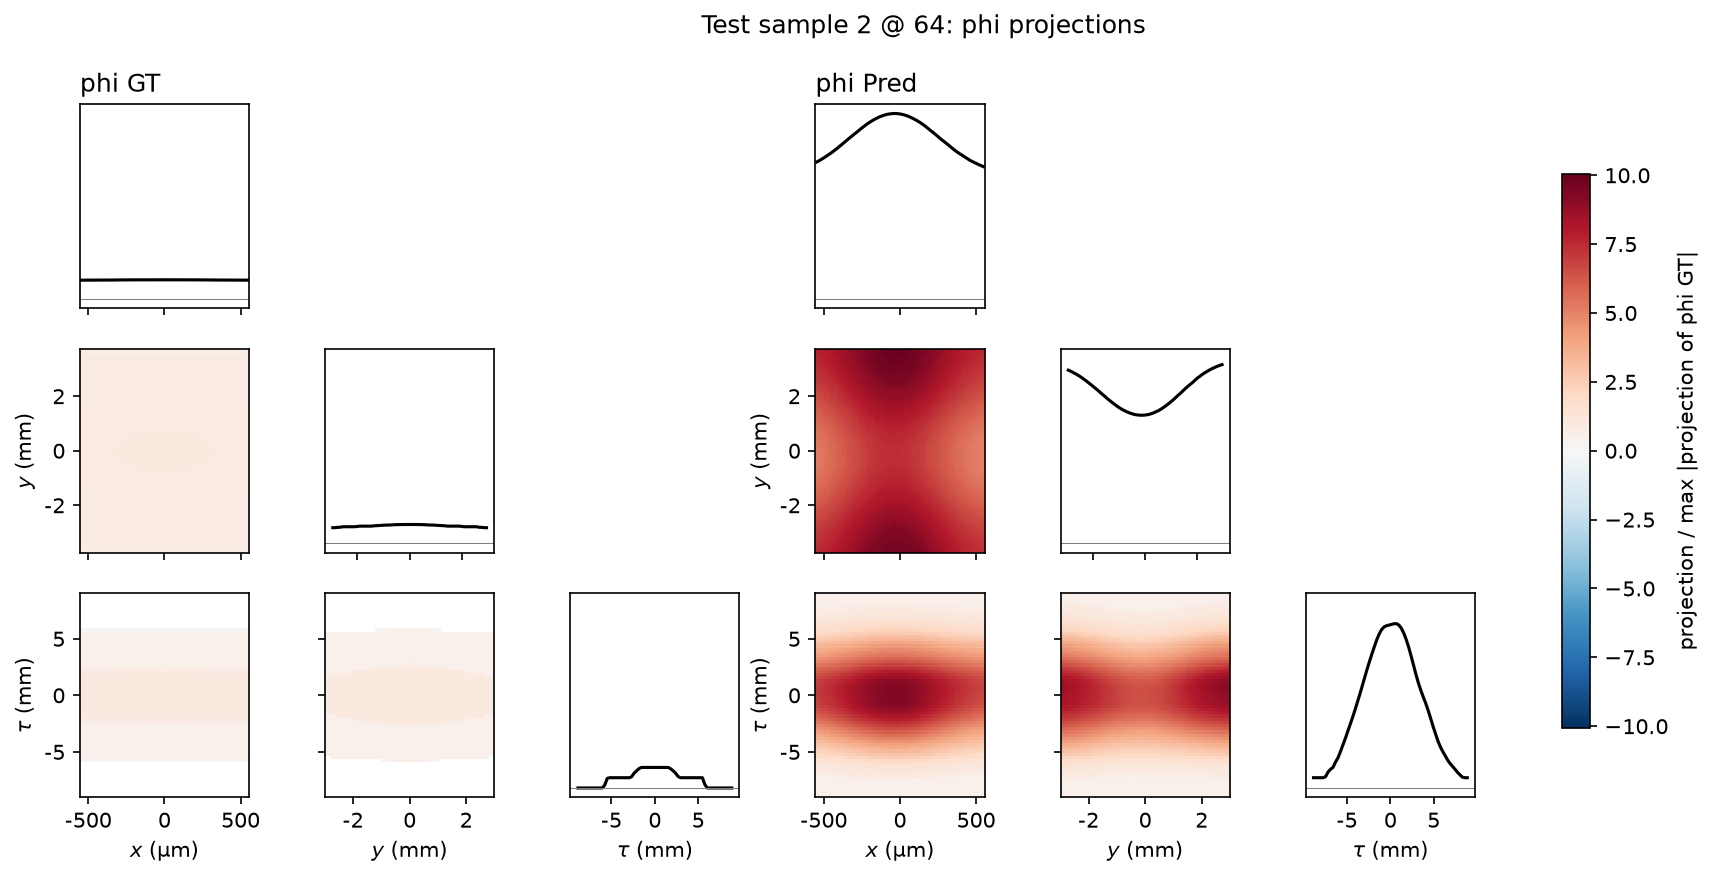 Test sample 2 @ 64: phi projections
phi GT
phi Pred
y (mm)
2
0
-2
y (mm)
2
0
-2
τ (mm)
5
0
-5
-500 0 500
x (μm)
-2 0 2
y (mm)
-5 0 5
τ (mm)
τ (mm)
5
0
-5
-500 0 500
x (μm)
-2 0 2
y (mm)
-5 0 5
τ (mm)
10.0
7.5
5.0
2.5
0.0
−2.5
−5.0
−7.5
−10.0
projection / max |projection of phi GT|